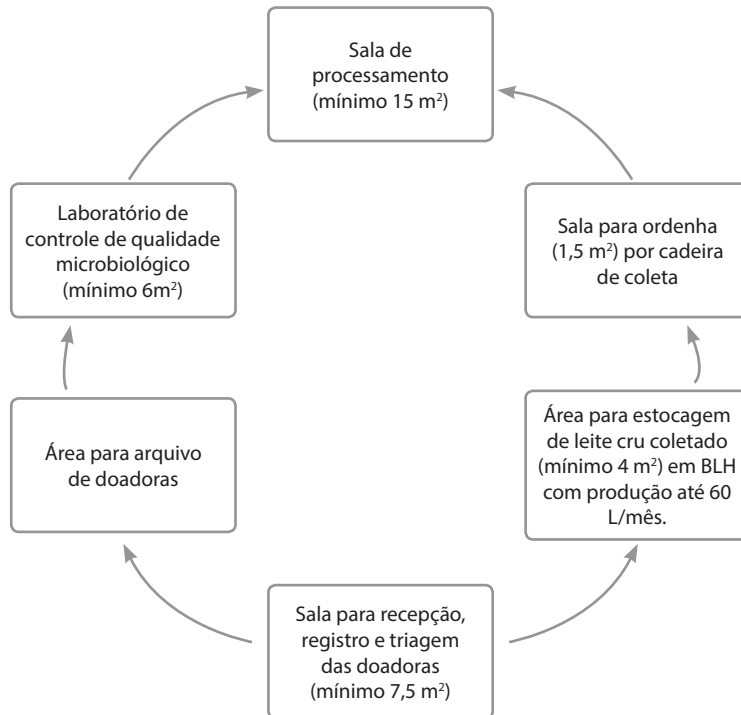 Sala de
processamento
(mínimo 15 m²)
Laboratório de
controle de qualidade
microbiológico
(mínimo 6m²)
Sala para ordenha
(1,5 m²) por cadeira
de coleta
Área para arquivo
de doadoras
Área para estocagem
de leite cru coletado
(mínimo 4 m²) em BLH
com produção até 60
L/mês.
Sala para recepção,
registro e triagem
das doadoras
(mínimo 7,5 m²)